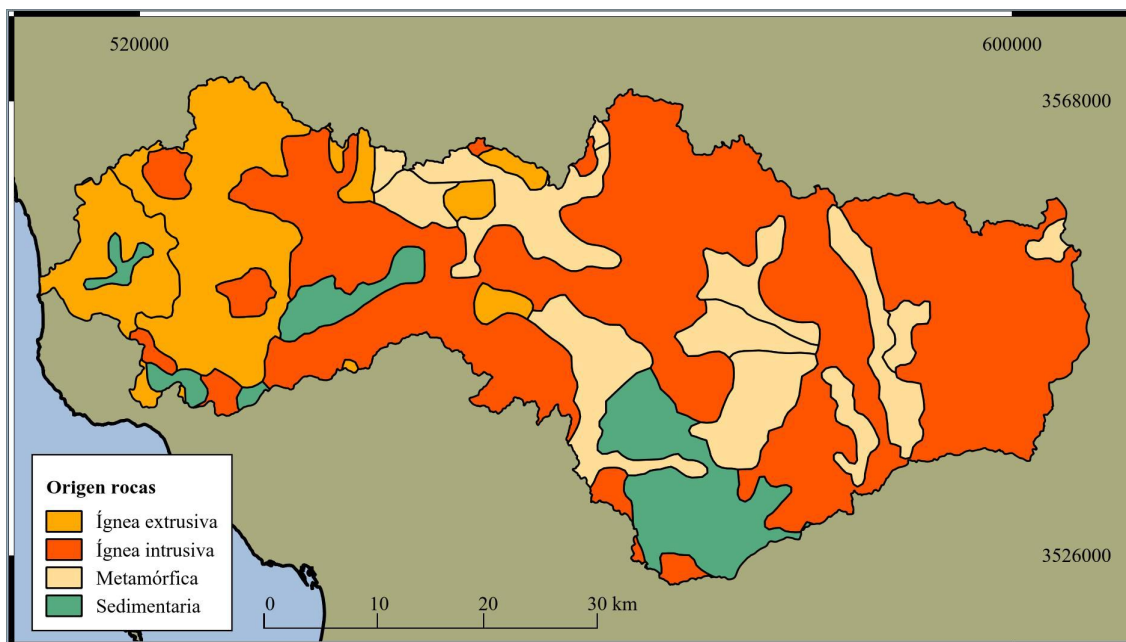 520000
600000
3568000
Origen rocas
Ígnea extrusiva
Ígnea intrusiva
Metamórfica
Sedimentaria
3526000
0 10 20 30 km